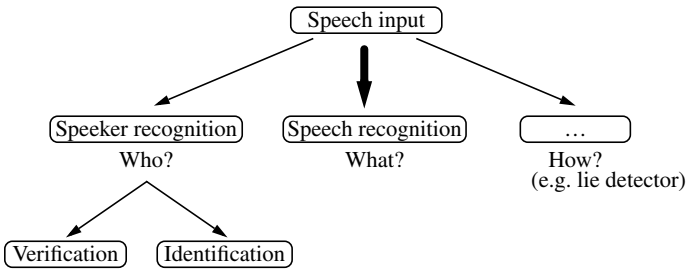 Speech input
Speeker recognition
Speech recognition
...
Who?
What?
How?
(e.g. lie detector)
Verification
Identification